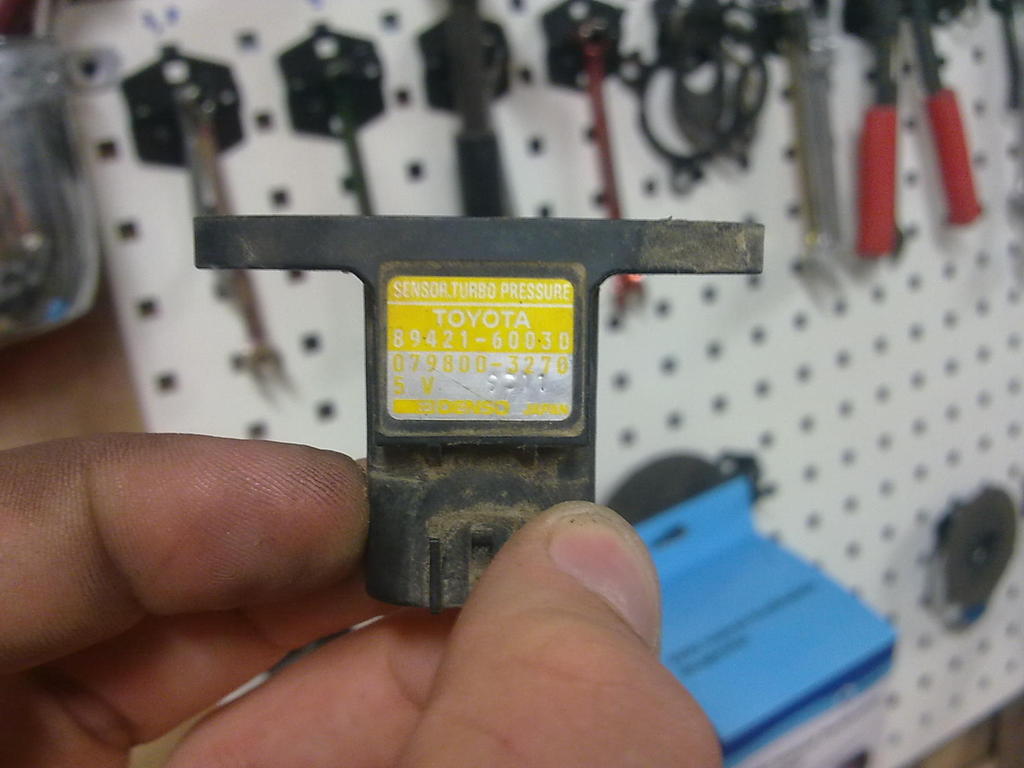 SENSOR.TURBO PRESSURE
TOYOTA
89421-60030
079800-3270
5 V
DENSO JAPAN